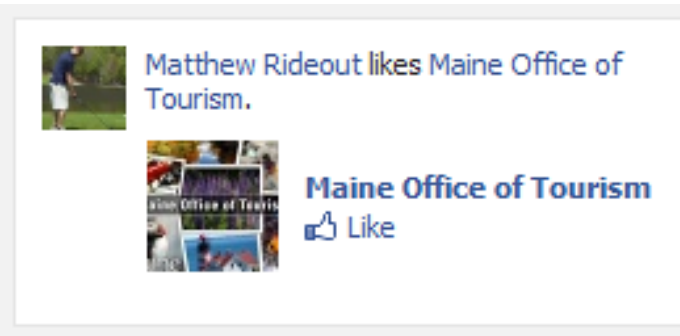 Matthew Rideout likes Maine Office of
Tourism.
Maine Office of Tourism
Like